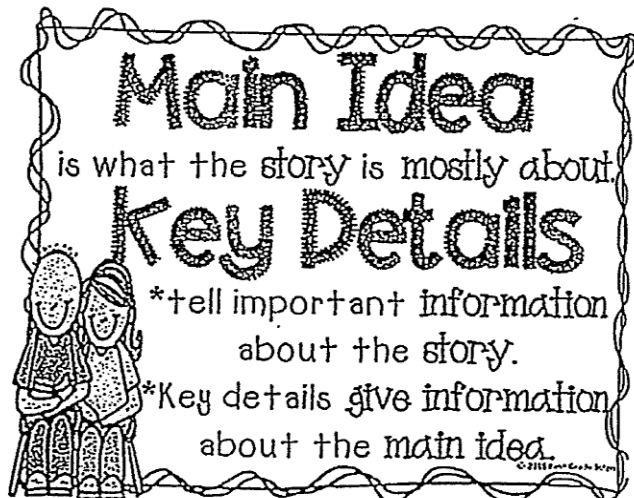 Main Idea
is what the story is mostly about.
Key Details
*tell important information
about the story.
*Key details give information
about the main idea.